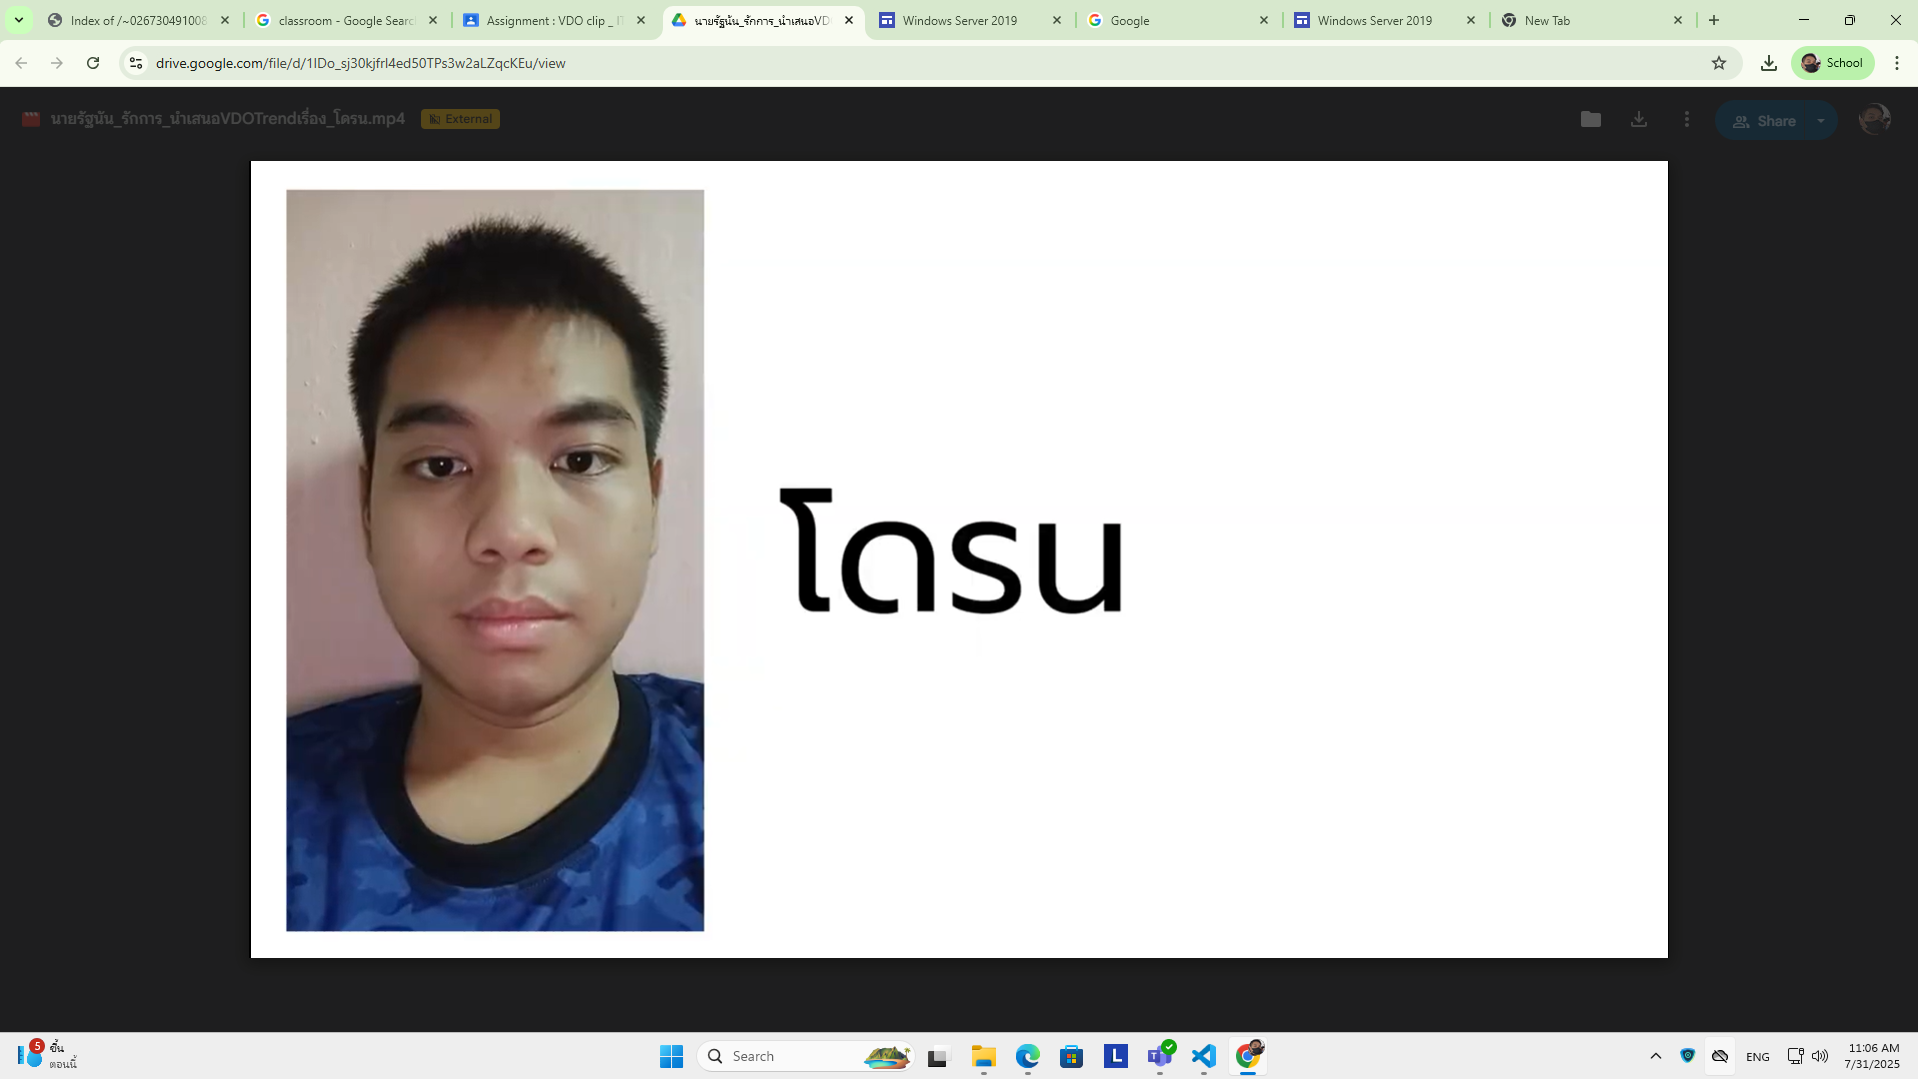 Index of /~026730491008
classroom - Google Search
Assignment : VDO clip _ IT
นายรัฐนัน_รักการ_นำเสนอVD
Windows Server 2019
Google
Windows Server 2019
New Tab
drive.google.com/file/d/1IDo_sj30kjfrl4ed50TPs3w2aLZqcKEu/view
School
นายรัฐนัน_รักการ_นำเสนอVDOTrendเรื่อง_โดรน.mp4
External
Share
โดรน
5
ชื้น
ตอนนี้
Search
L
ENG
11:06 AM
7/31/2025